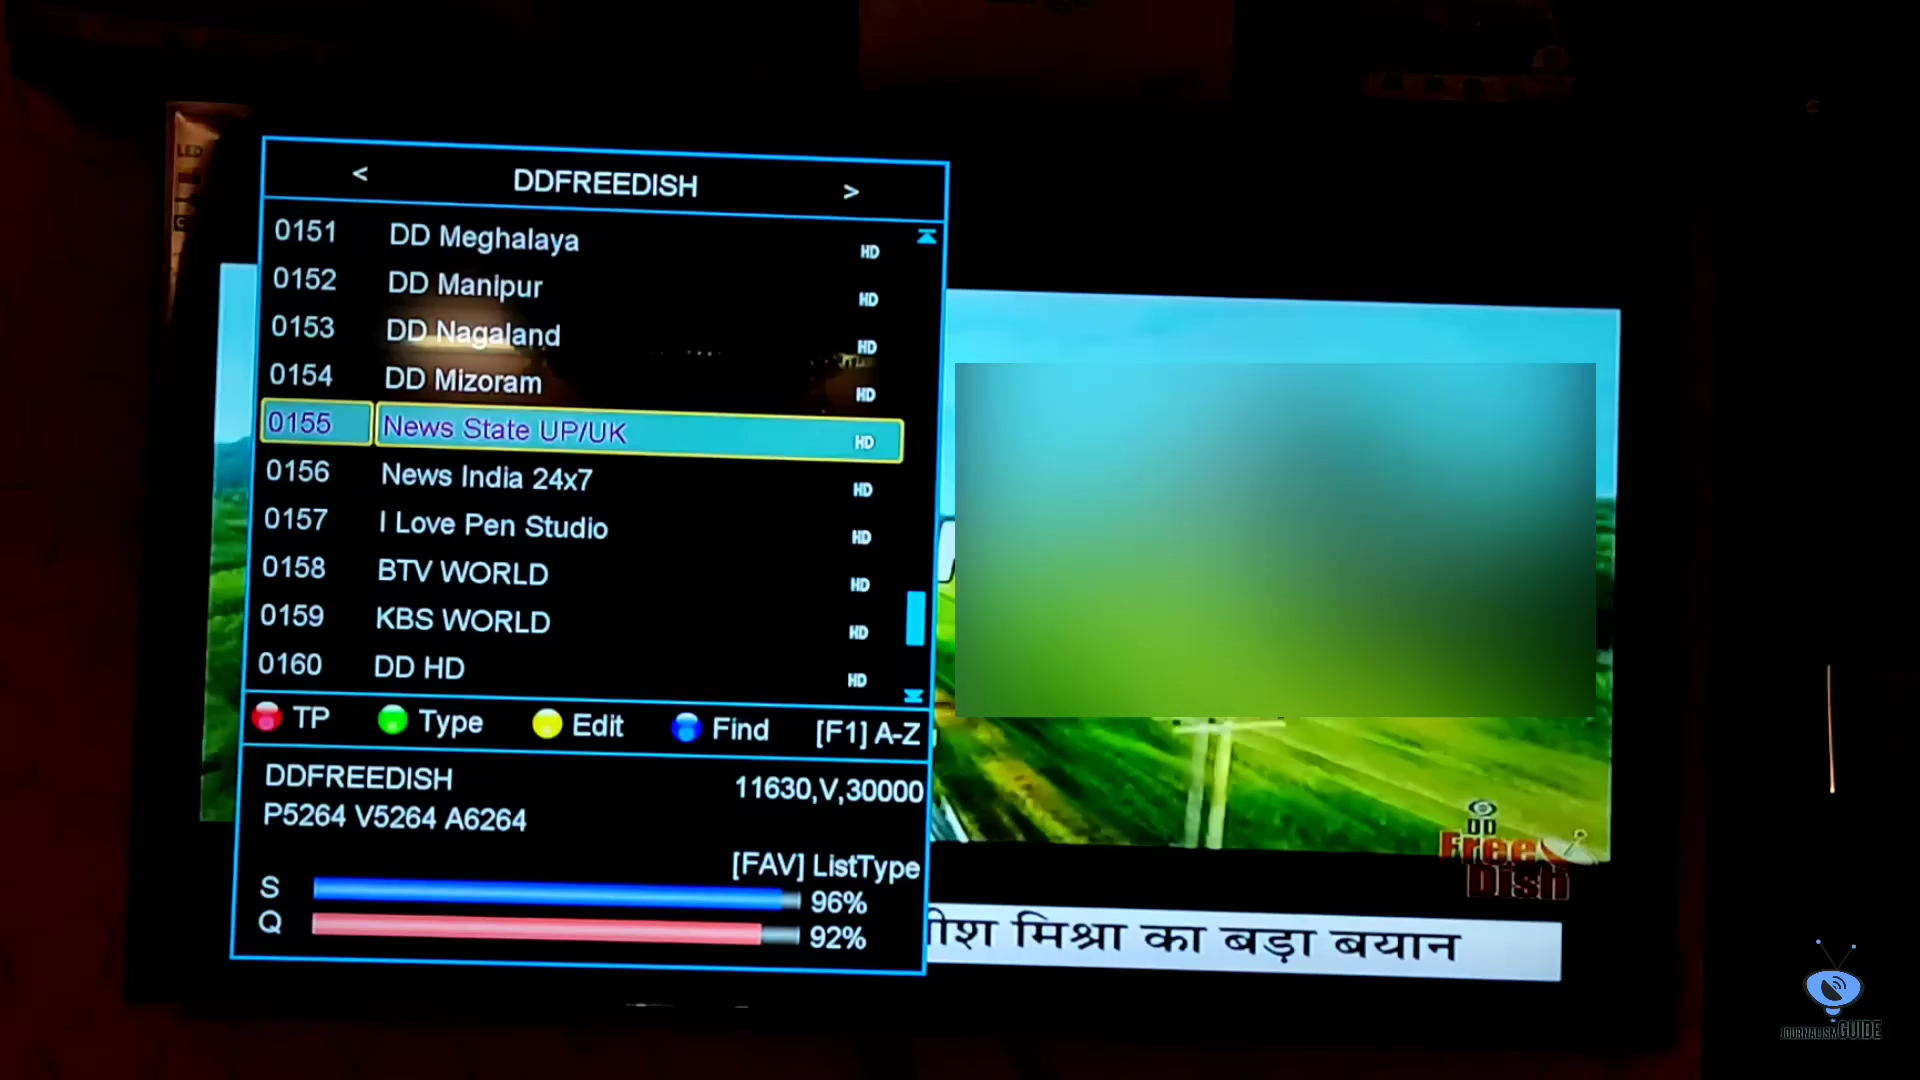 LED
< DDFREEDISH >
0151 DD Meghalaya HD
0152 DD Manipur HD
0153 DD Nagaland HD
0154 DD Mizoram HD
0155 News State UP/UK HD
0156 News India 24x7 HD
0157 I Love Pen Studio HD
0158 BTV WORLD HD
0159 KBS WORLD HD
0160 DD HD HD
TP Type Edit Find [F1] A-Z
DDFREEDISH 11630,V,30000
P5264 V5264 A6264
[FAV] ListType
S 96%
Q 92%
DD
Free
Dish
मिश्रा का बड़ा बयान
JOURNALISMGUIDE